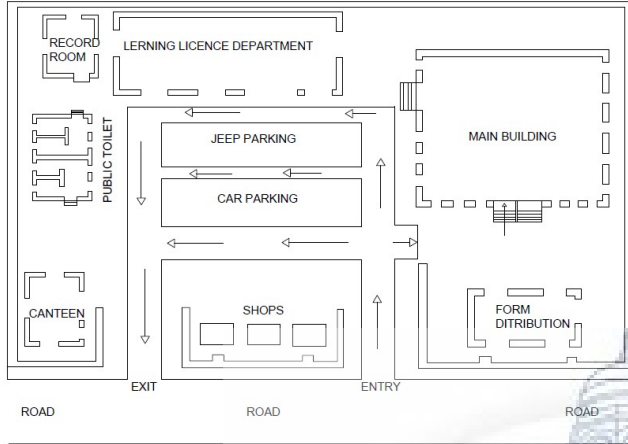 RECORD
ROOM
LERNING LICENCE DEPARTMENT
JEEP PARKING
MAIN BUILDING
PUBLIC TOILET
CAR PARKING
CANTEEN
SHOPS
FORM
DITRIBUTION
EXIT
ENTRY
ROAD
ROAD
ROAD